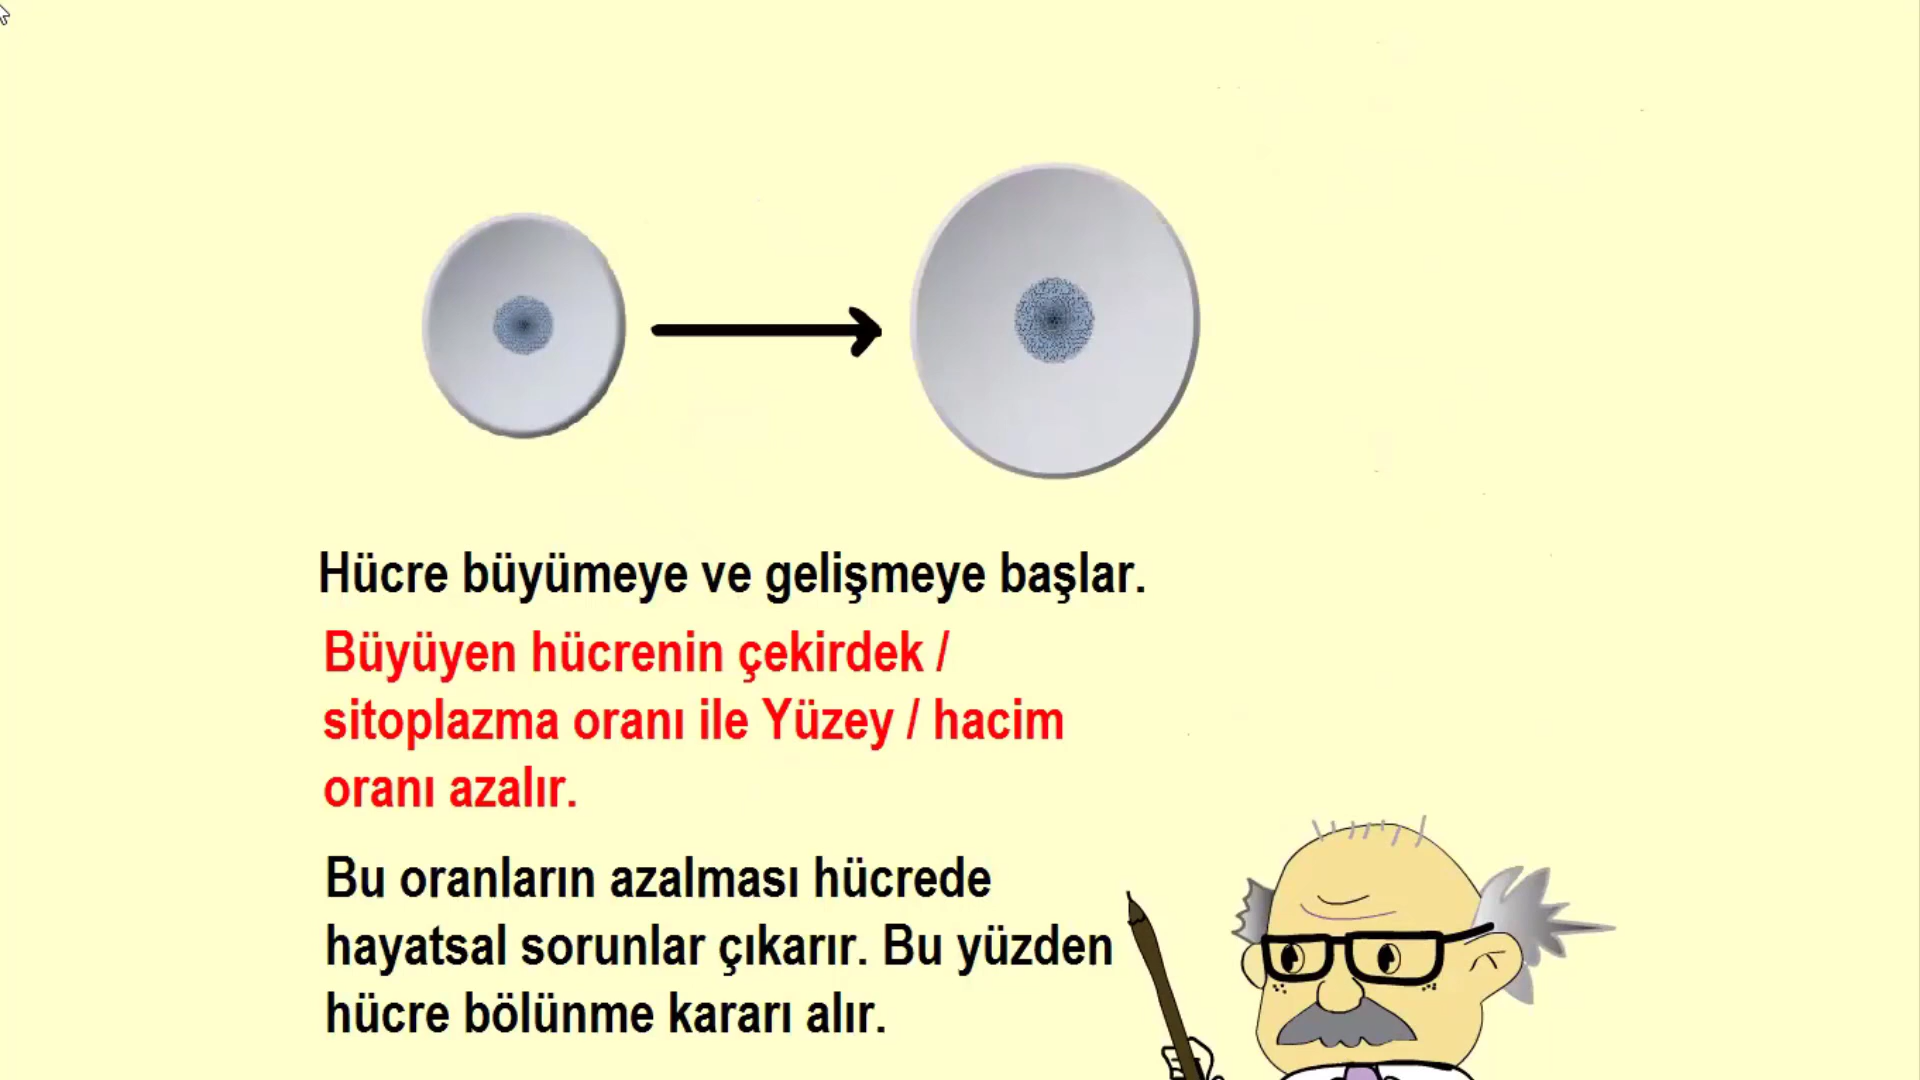 Hücre büyümeye ve gelişmeye başlar.
Büyüyen hücrenin çekirdek /
sitoplazma oranı ile Yüzey / hacim
oranı azalır.
Bu oranların azalması hücrede
hayatsal sorunlar çıkarır. Bu yüzden
hücre bölünme kararı alır.